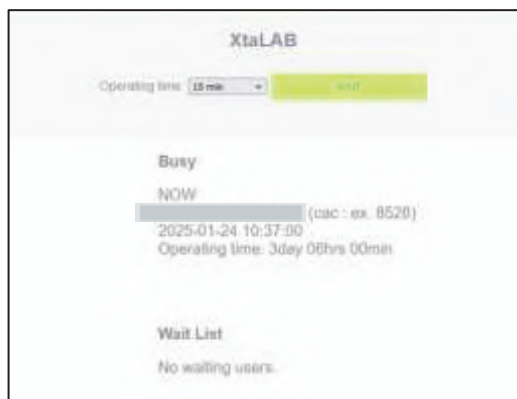 XtaLAB
Operating time: 15 min
Busy
NOW
(cac : ex. 8528)
2025-01-24 10:37:00
Operating time: 3day 06hrs 00min
Wait List
No waiting users.